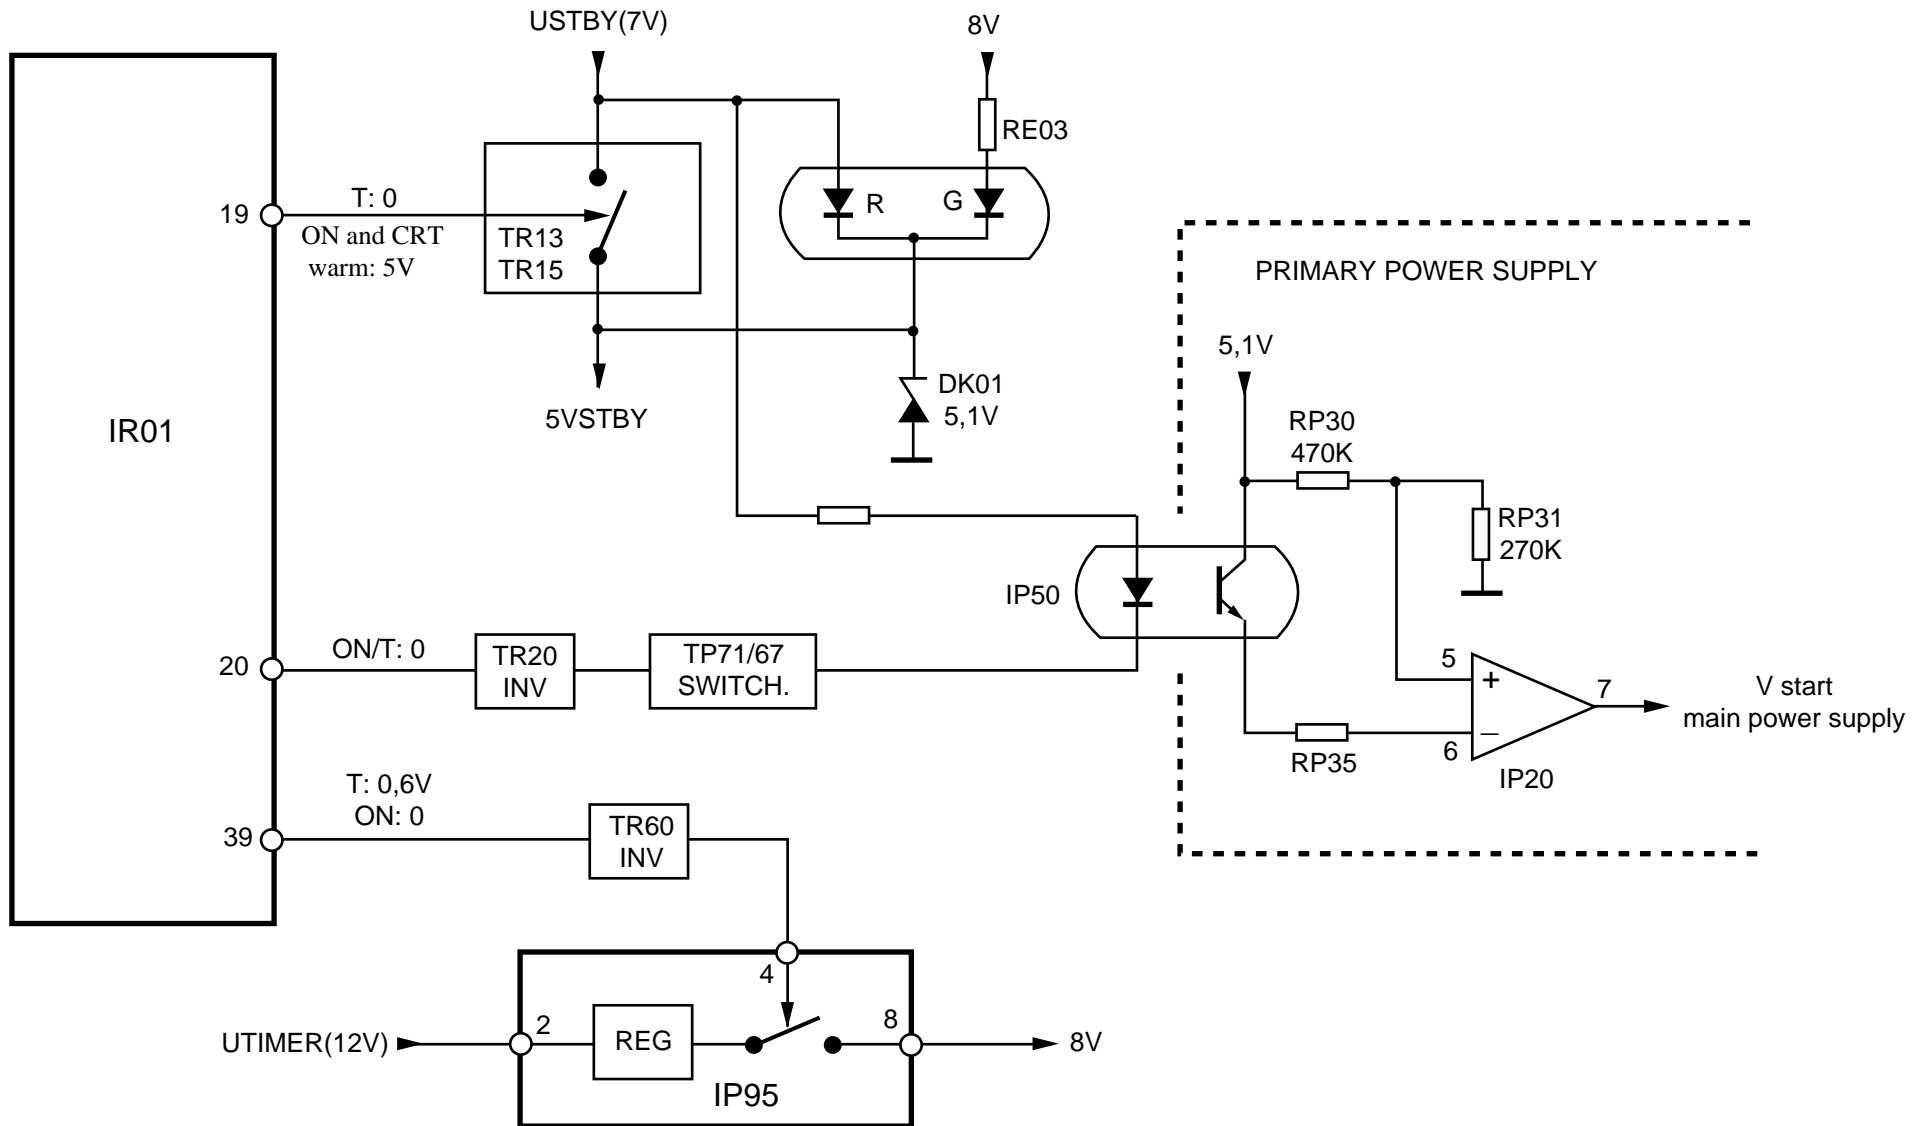 USTBY(7V)
8V
RE03
T: 0
19
ON and CRT
warm: 5V
TR13
TR15
R
G
PRIMARY POWER SUPPLY
5,1V
DK01
5,1V
5VSTBY
IR01
RP30
470K
RP31
270K
IP50
ON/T: 0
20
TR20
INV
TP71/67
SWITCH.
5
+
7
V start
main power supply
–
6
RP35
IP20
T: 0,6V
ON: 0
39
TR60
INV
4
2
8
UTIMER(12V)
REG
8V
IP95